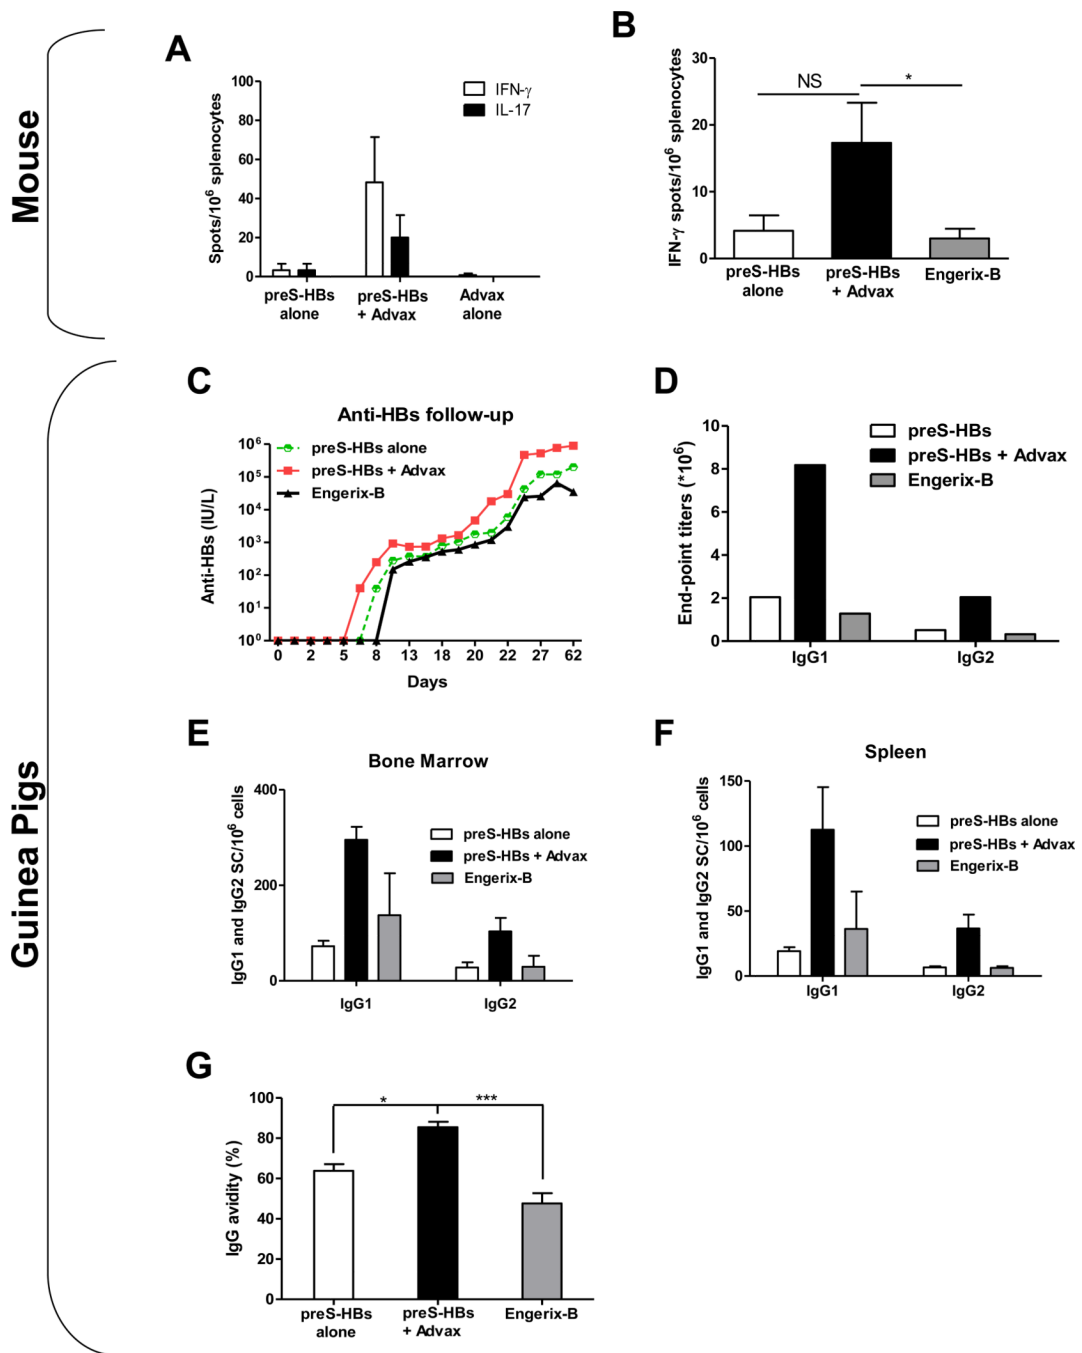 Mouse
A
100
80
60
40
20
0
Spots/10⁶ splenocytes
IFN-γ
IL-17
preS-HBs
alone
preS-HBs
+ Advax
Advax
alone
B
30
20
10
0
IFN-γ spots/10⁶ splenocytes
NS
*
preS-HBs
alone
preS-HBs
+ Advax
Engerix-B
Guinea Pigs
C
Anti-HBs follow-up
10⁶
10⁵
10⁴
10³
10²
10¹
10⁰
Anti-HBs (IU/L)
preS-HBs alone
preS-HBs + Advax
Engerix-B
0 2 5 8 13 18 20 22 27 62
Days
D
10
8
6
4
2
0
End-point titers (*10⁶)
preS-HBs
preS-HBs + Advax
Engerix-B
IgG1 IgG2
E
Bone Marrow
400
200
0
IgG1 and IgG2 SC/10⁶ cells
preS-HBs alone
preS-HBs + Advax
Engerix-B
IgG1 IgG2
F
Spleen
150
100
50
0
IgG1 and IgG2 SC/10⁶ cells
preS-HBs alone
preS-HBs + Advax
Engerix-B
IgG1 IgG2
G
100
80
60
40
20
0
IgG avidity (%)
*
***
preS-HBs
alone
preS-HBs
+ Advax
Engerix-B